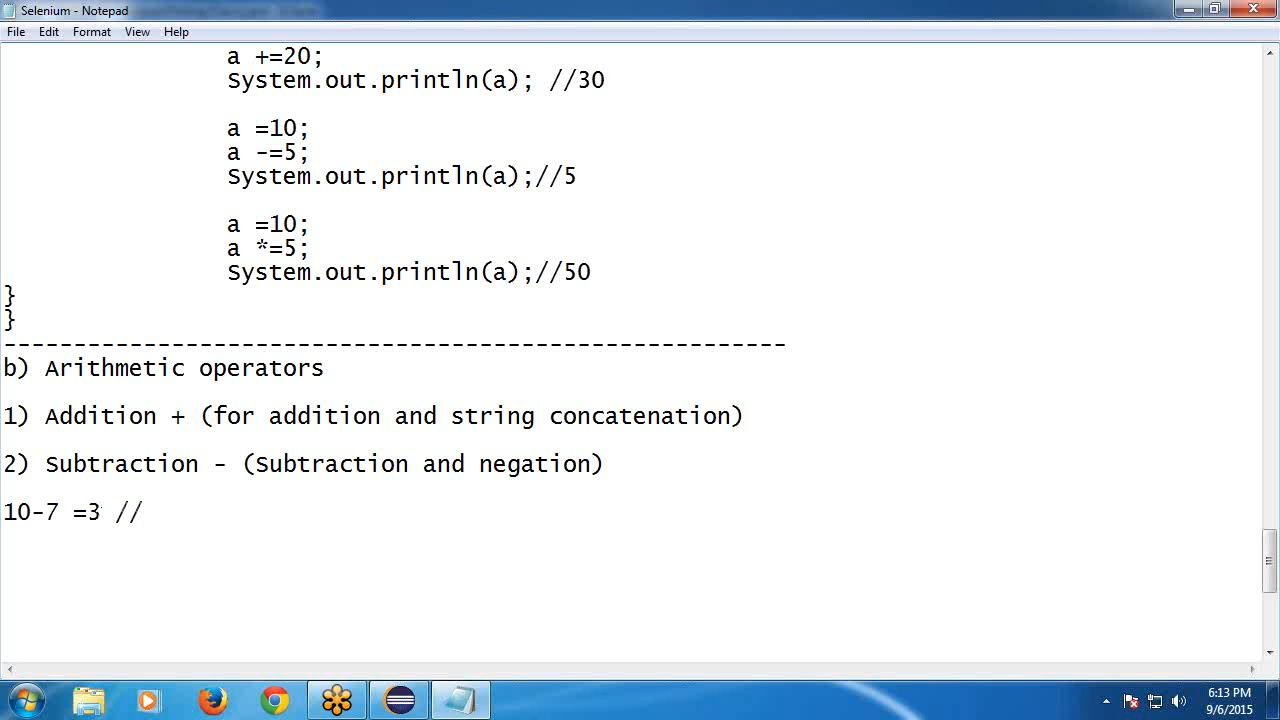 Selenium - Notepad
File Edit Format View Help
a +=20;
System.out.println(a); //30
a =10;
a -=5;
System.out.println(a);//5
a =10;
a *=5;
System.out.println(a);//50
}
}
--------------------------------------------------------
b) Arithmetic operators
1) Addition + (for addition and string concatenation)
2) Subtraction - (Subtraction and negation)
10-7 =3 //
6:13 PM
9/6/2015